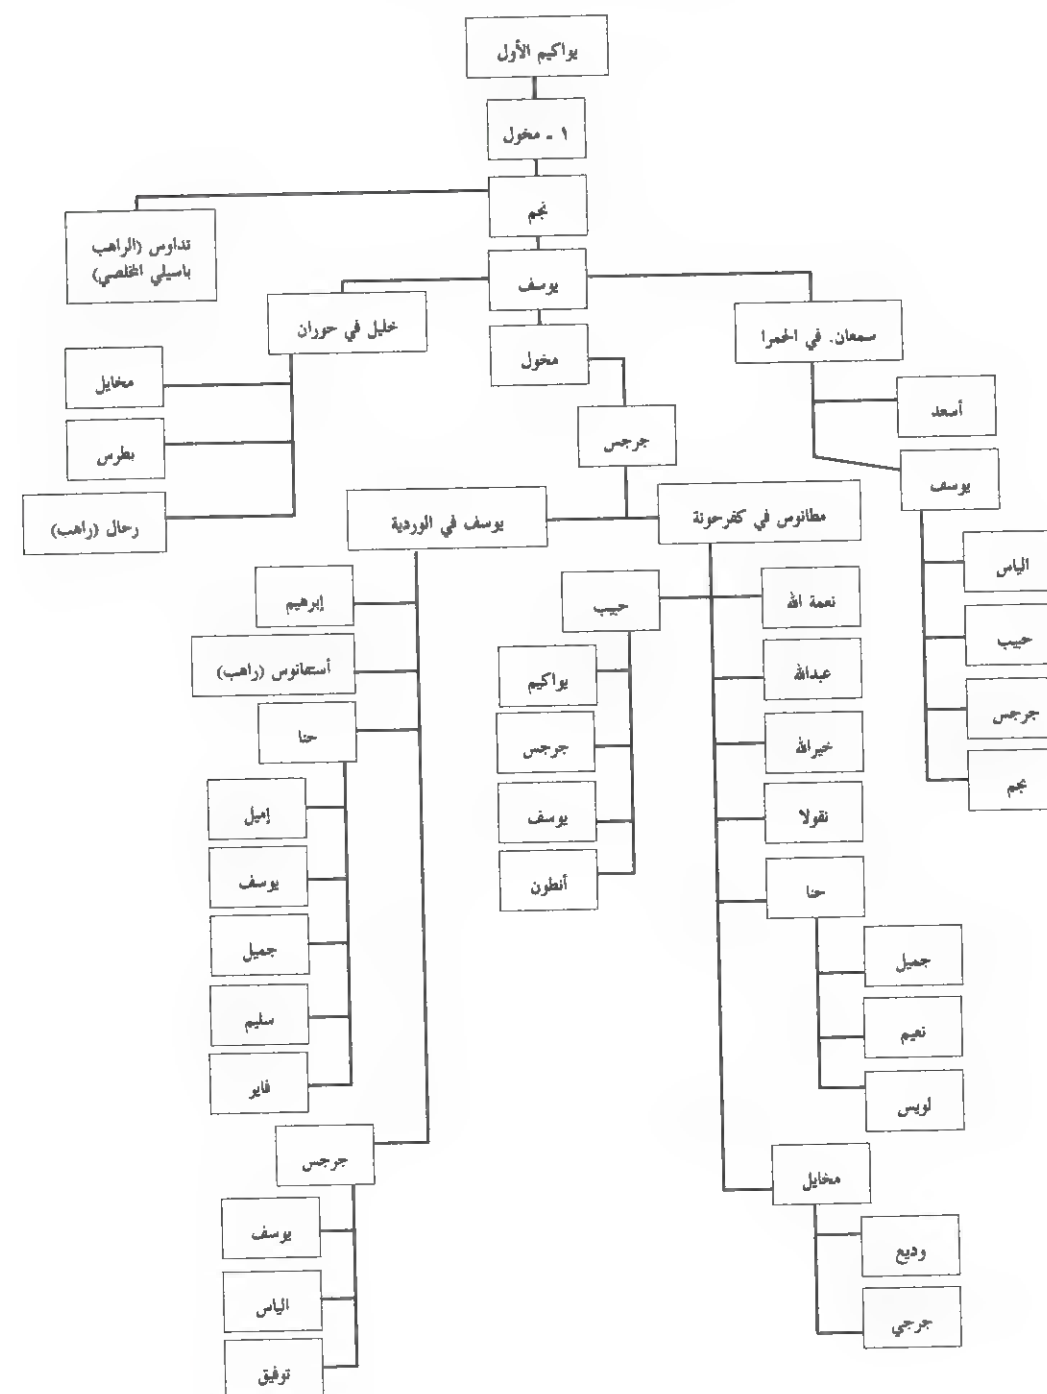 يواكيم الأول
١ - مخول
نجم
تداوس (الراهب
باسيلي المخلصي)
يوسف
خليل في حوران
سمعان. في الحمرا
مخول
مخايل
بطرس
رحال (راهب)
أسعد
يوسف
جرجس
يوسف في الوردية
مطانوس في كفرحونة
الياس
حبيب
جرجس
نجم
إبرهيم
أستفانوس (راهب)
حنا
حبيب
نعمة الله
عبدالله
خيرالله
نقولا
حنا
يواكيم
جرجس
يوسف
أنطون
إميل
يوسف
جميل
سليم
فايو
جميل
نعيم
لويس
جرجس
مخايل
يوسف
الياس
توفيق
وديع
جرجي